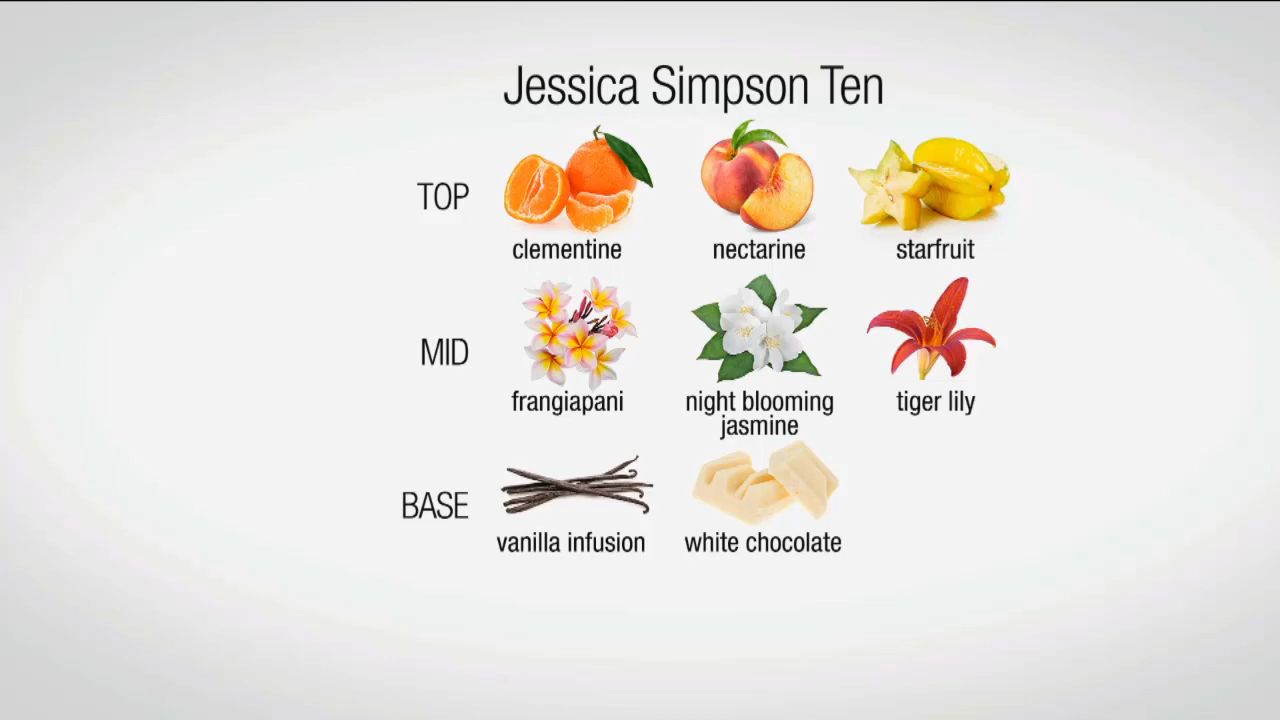 Jessica Simpson Ten
TOP
clementine
nectarine
starfruit
MID
frangiapani
night blooming
jasmine
tiger lily
BASE
vanilla infusion
white chocolate